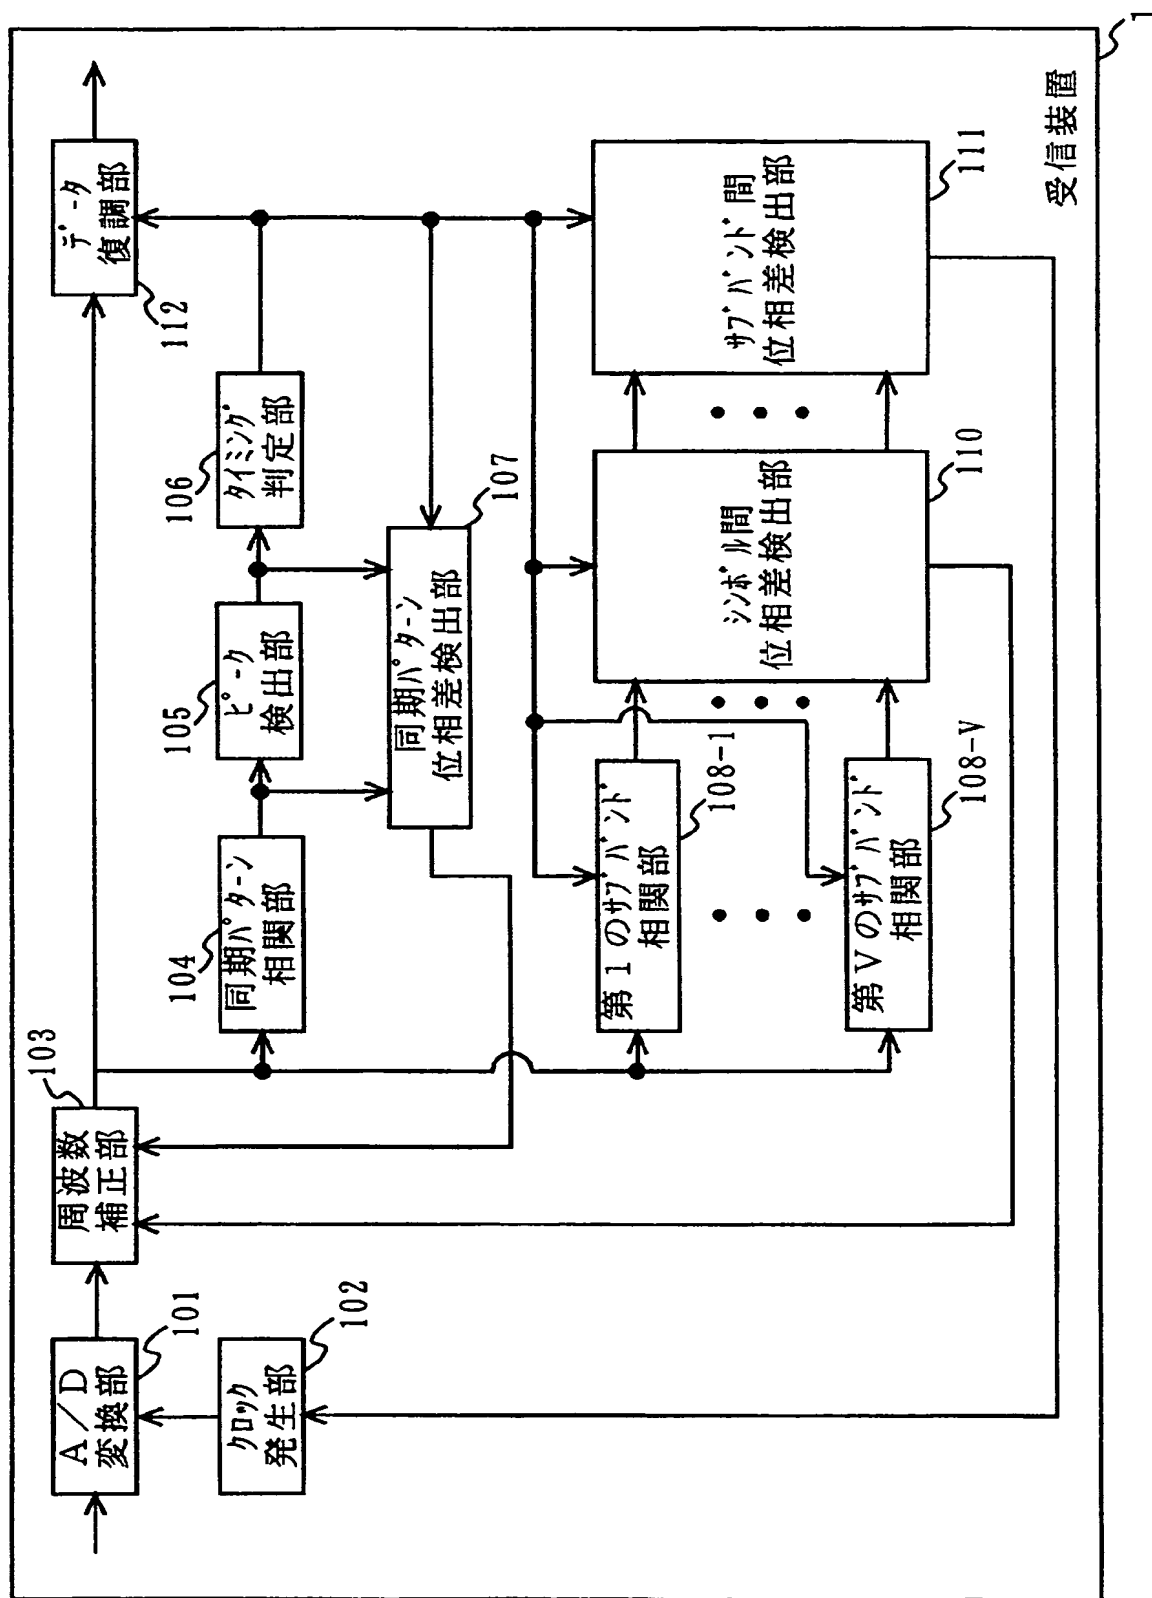 1
受信装置
A/D
変換部
101
クロック
発生部
102
周波数
補正部
103
同期パターン
相関部
104
ピーク
検出部
105
タイミング
判定部
106
同期パターン
位相差検出部
107
データ
復調部
112
第1のサブバンド
相関部
108-1
第Vのサブバンド
相関部
108-V
シンボル間
位相差検出部
110
サブバンド間
位相差検出部
111